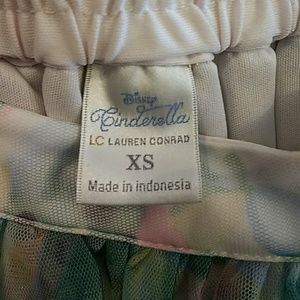 Disney
Cinderella
LC LAUREN CONRAD
XS
Made in indonesia